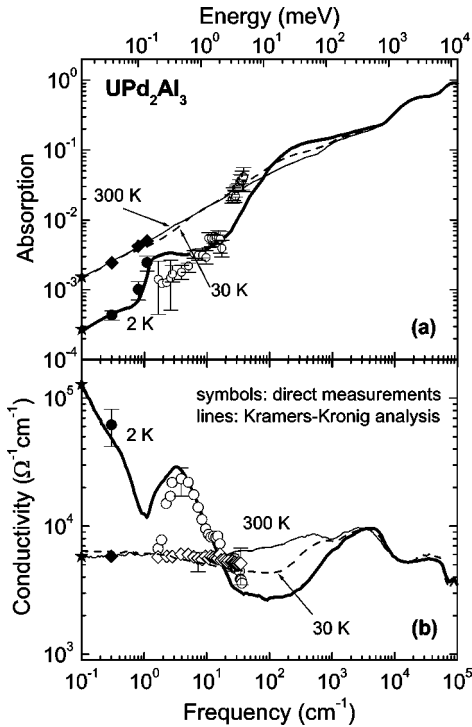 Energy (meV)
10⁻¹ 10⁰ 10¹ 10² 10³ 10⁴
10⁰
UPd₂Al₃
10⁻¹
Absorption
300 K
10⁻²
30 K
10⁻³
2 K
(a)
10⁻⁴
10⁵
symbols: direct measurements
lines: Kramers-Kronig analysis
2 K
Conductivity (Ω⁻¹cm⁻¹)
10⁴
300 K
30 K
(b)
10³
10⁻¹ 10⁰ 10¹ 10² 10³ 10⁴ 10⁵
Frequency (cm⁻¹)